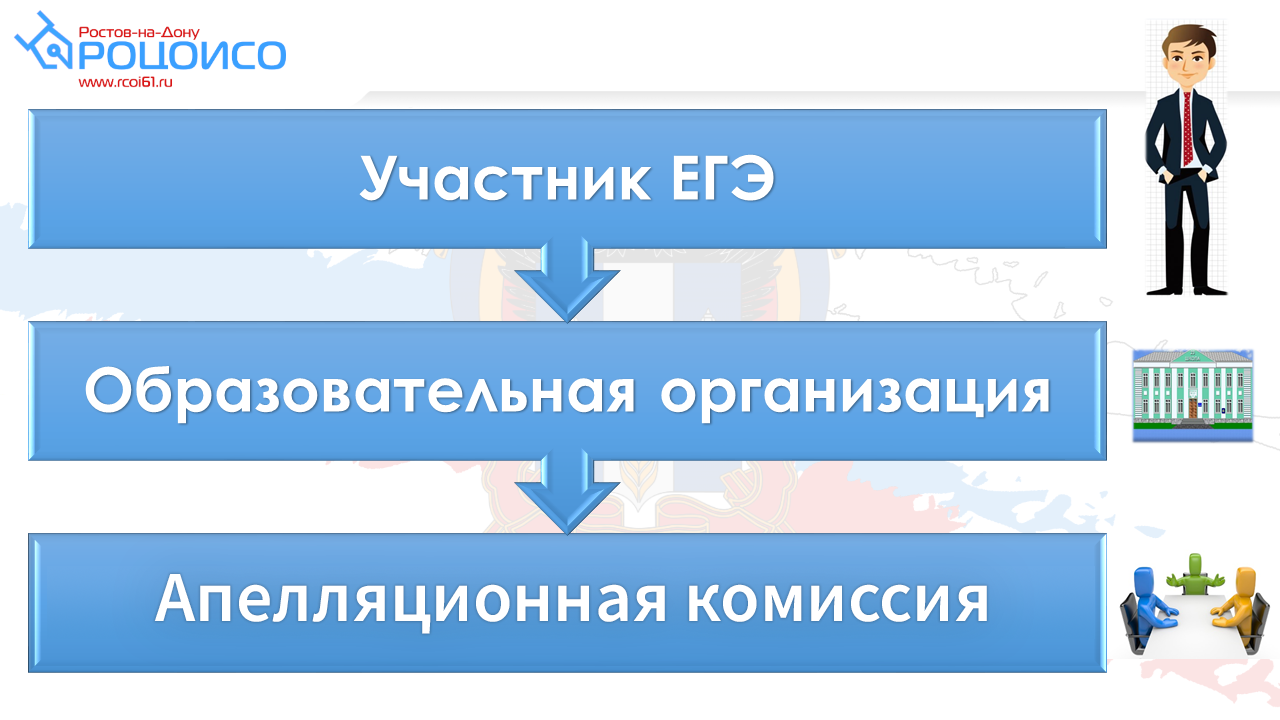 Ростов-на-Дону
РОЦОИСО
www.rcoi61.ru
Участник ЕГЭ
Образовательная организация
Апелляционная комиссия